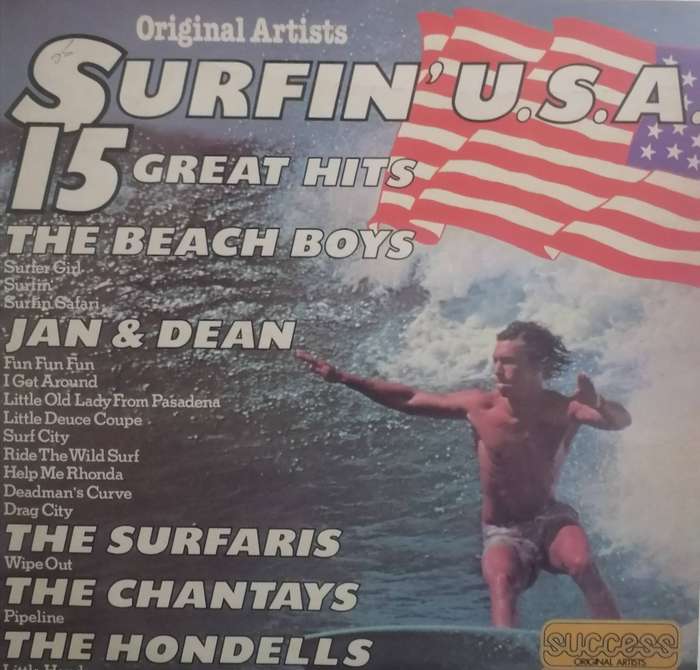 Original Artists
SURFIN' U.S.A.
15 GREAT HITS
THE BEACH BOYS
Surfer Girl
Surfin'
Surfin Safari
JAN & DEAN
Fun Fun Fun
I Get Around
Little Old Lady From Pasadena
Little Deuce Coupe
Surf City
Ride The Wild Surf
Help Me Rhonda
Deadman's Curve
Drag City
THE SURFARIS
Wipe Out
THE CHANTAYS
Pipeline
THE HONDELLS
success
ORIGINAL ARTISTS